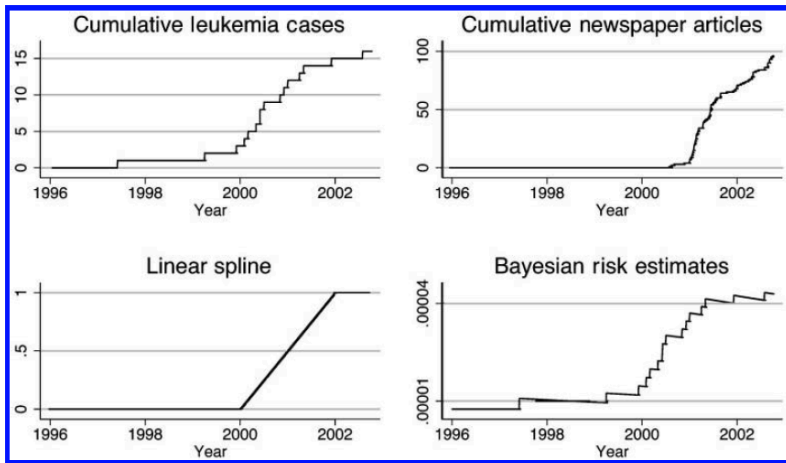 Cumulative leukemia cases
15
10
5
0
1996 1998 2000 2002
Year
Cumulative newspaper articles
100
50
0
1996 1998 2000 2002
Year
Linear spline
1
.5
0
1996 1998 2000 2002
Year
Bayesian risk estimates
.00004
.00001
1996 1998 2000 2002
Year